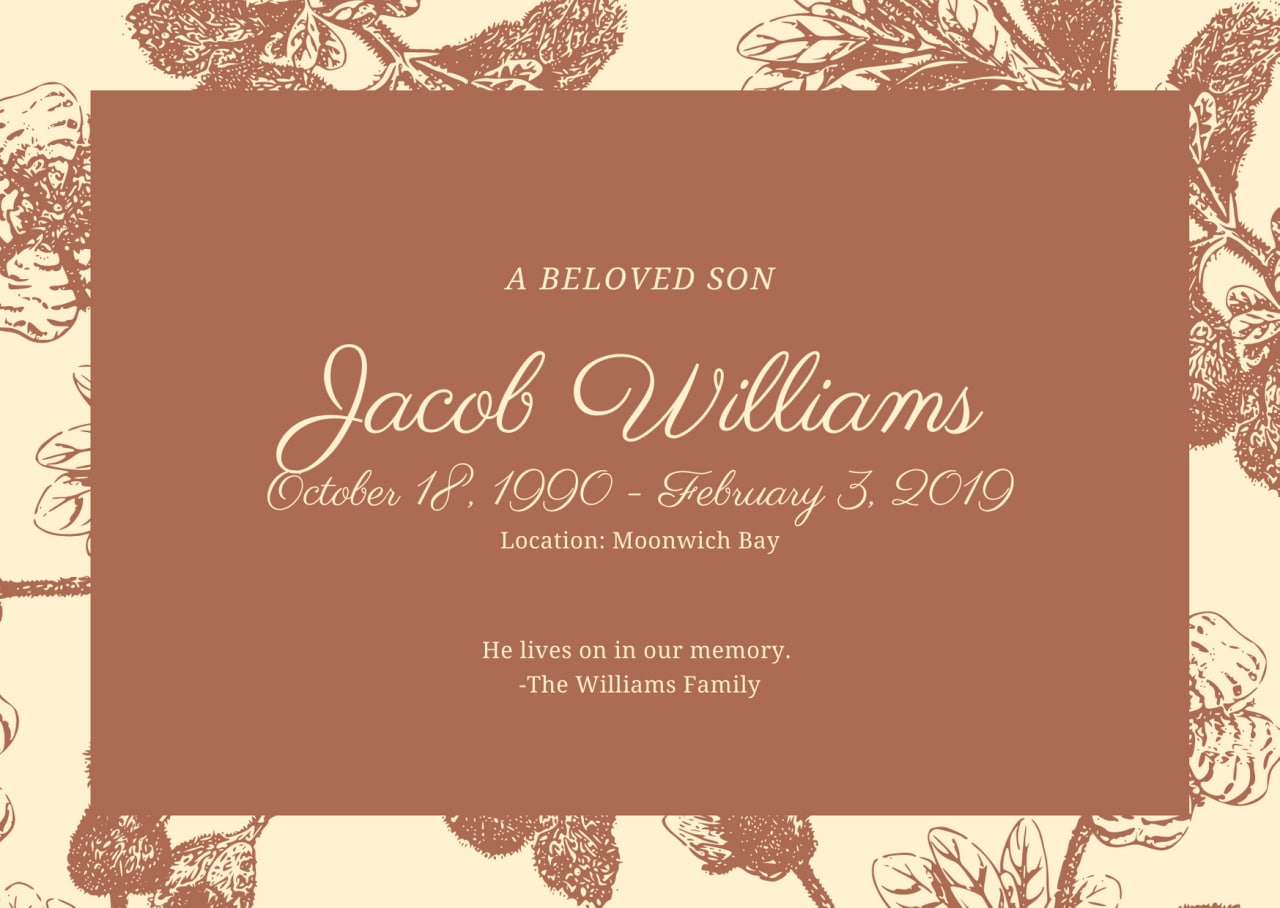 A BELOVED SON
Jacob Williams
October 18, 1990 - February 3, 2019
Location: Moonwich Bay
He lives on in our memory.
-The Williams Family